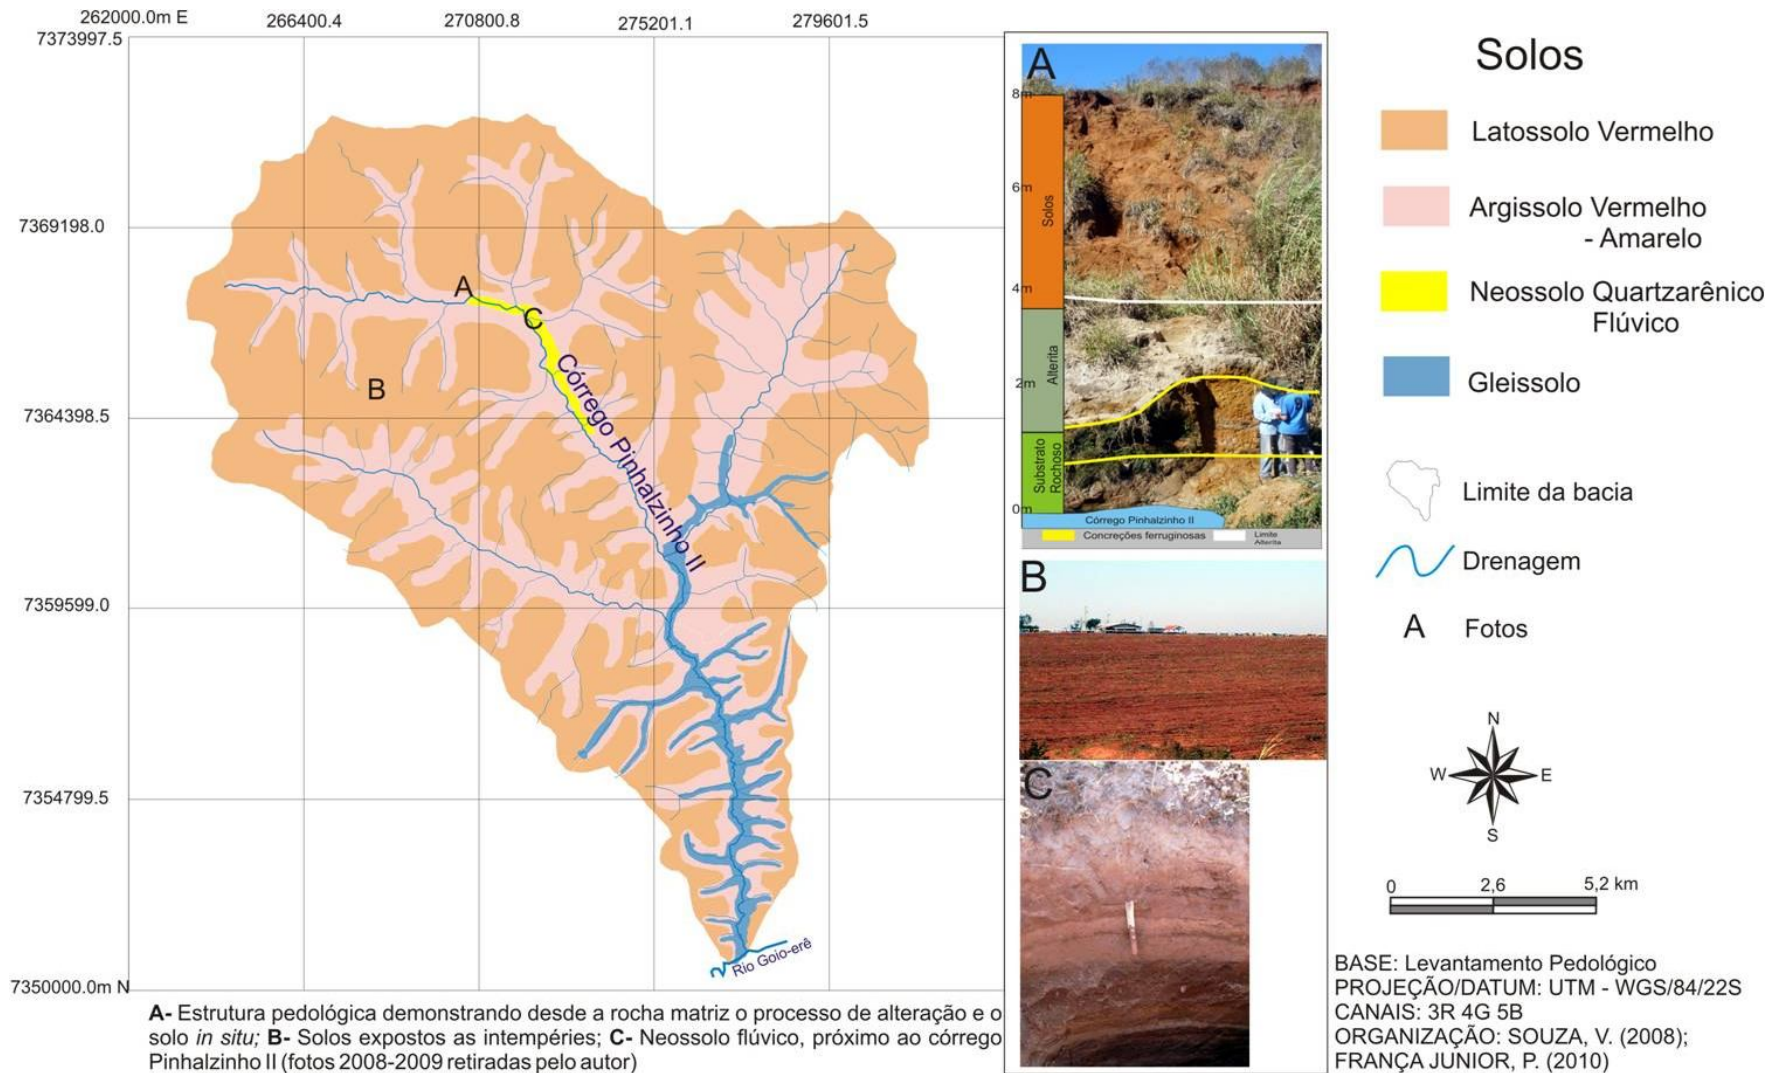 262000.0m E
266400.4
270800.8
275201.1
279601.5
7373997.5
7369198.0
7364398.5
7359599.0
7354799.5
7350000.0m N
A
C
B
Córrego Pinhalzinho II
Rio Goio-erê
A
8m
6m
4m
2m
0m
Solos
Alterita
Substrato
Rochoso
Córrego Pinhalzinho II
Concreções ferruginosas
Limite
Alterita
B
C
Solos
Latossolo Vermelho
Argissolo Vermelho
- Amarelo
Neossolo Quartzarênico
Flúvico
Gleissolo
Limite da bacia
Drenagem
A Fotos
N
W E
S
0 2,6 5,2 km
BASE: Levantamento Pedológico
PROJEÇÃO/DATUM: UTM - WGS/84/22S
CANAIS: 3R 4G 5B
ORGANIZAÇÃO: SOUZA, V. (2008);
FRANÇA JUNIOR, P. (2010)
A- Estrutura pedológica demonstrando desde a rocha matriz o processo de alteração e o
solo in situ; B- Solos expostos as intempéries; C- Neossolo flúvico, próximo ao córrego
Pinhalzinho II (fotos 2008-2009 retiradas pelo autor)